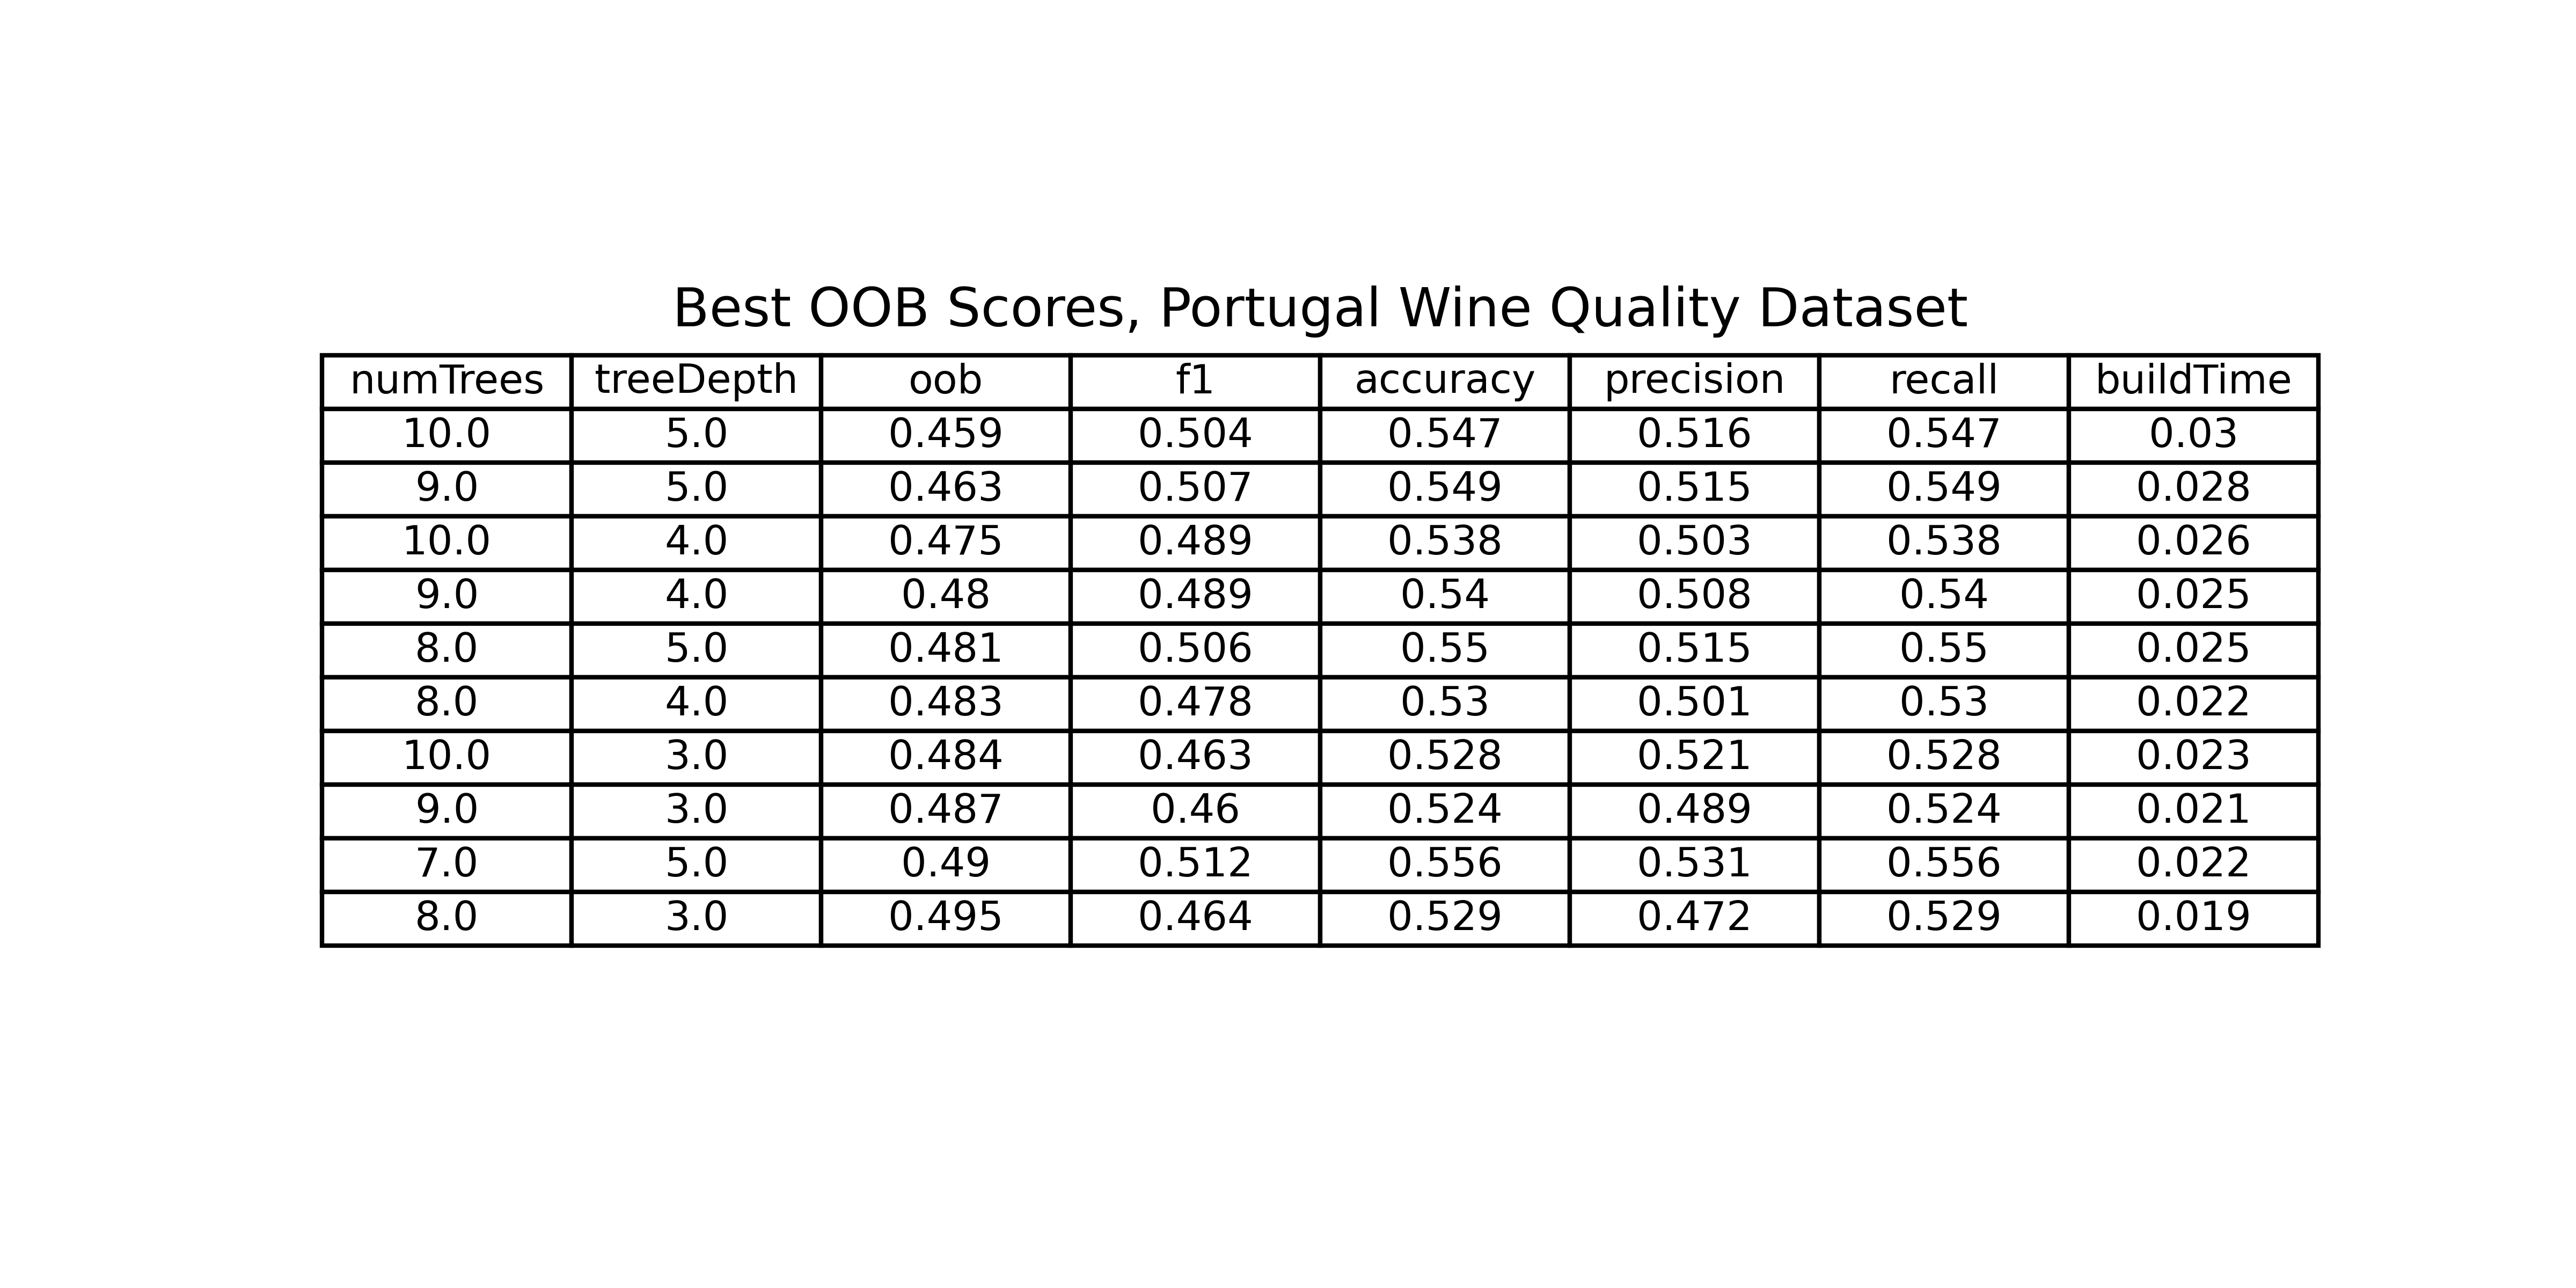 Best OOB Scores, Portugal Wine Quality Dataset
numTrees treeDepth oob f1 accuracy precision recall buildTime
10.0 5.0 0.459 0.504 0.547 0.516 0.547 0.03
9.0 5.0 0.463 0.507 0.549 0.515 0.549 0.028
10.0 4.0 0.475 0.489 0.538 0.503 0.538 0.026
9.0 4.0 0.48 0.489 0.54 0.508 0.54 0.025
8.0 5.0 0.481 0.506 0.55 0.515 0.55 0.025
8.0 4.0 0.483 0.478 0.53 0.501 0.53 0.022
10.0 3.0 0.484 0.463 0.528 0.521 0.528 0.023
9.0 3.0 0.487 0.46 0.524 0.489 0.524 0.021
7.0 5.0 0.49 0.512 0.556 0.531 0.556 0.022
8.0 3.0 0.495 0.464 0.529 0.472 0.529 0.019